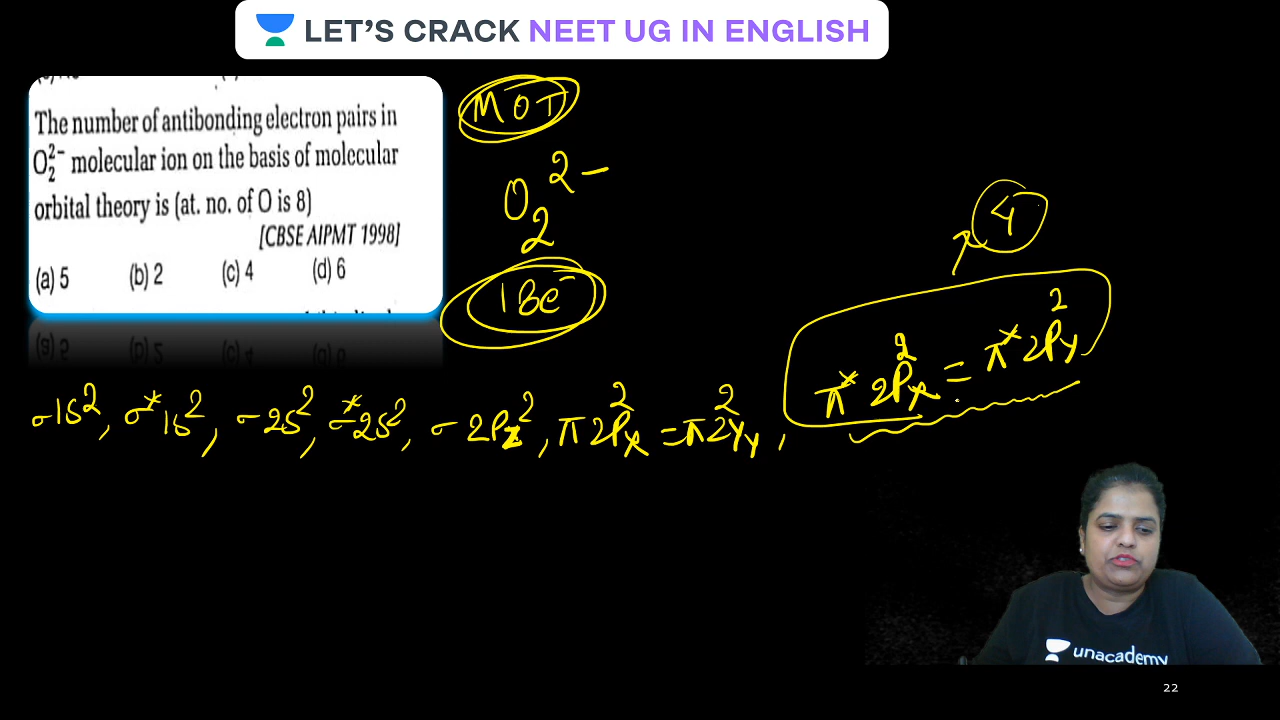 LET'S CRACK NEET UG IN ENGLISH
The number of antibonding electron pairs in
O₂²⁻ molecular ion on the basis of molecular
orbital theory is (at. no. of O is 8)
[CBSE AIPMT 1998]
(a) 5 (b) 2 (c) 4 (d) 6
MOT
O₂²⁻
18e⁻
4
σ1s², σ*1s², σ2s², σ*2s², σ2Pz², π2Px² = π2Yy², π*2Px² = π*2Py²
unacademy
22